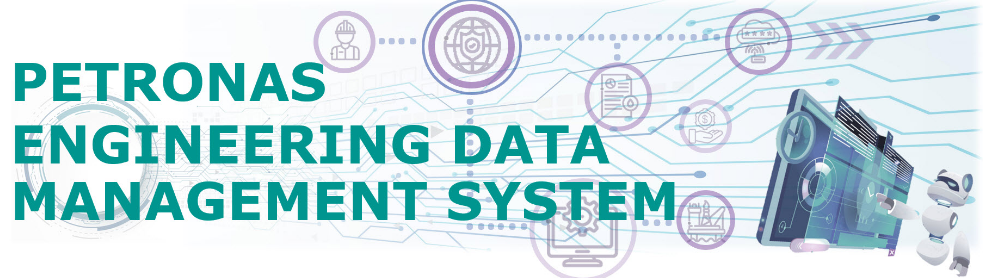 PETRONAS
ENGINEERING DATA
MANAGEMENT SYSTEM